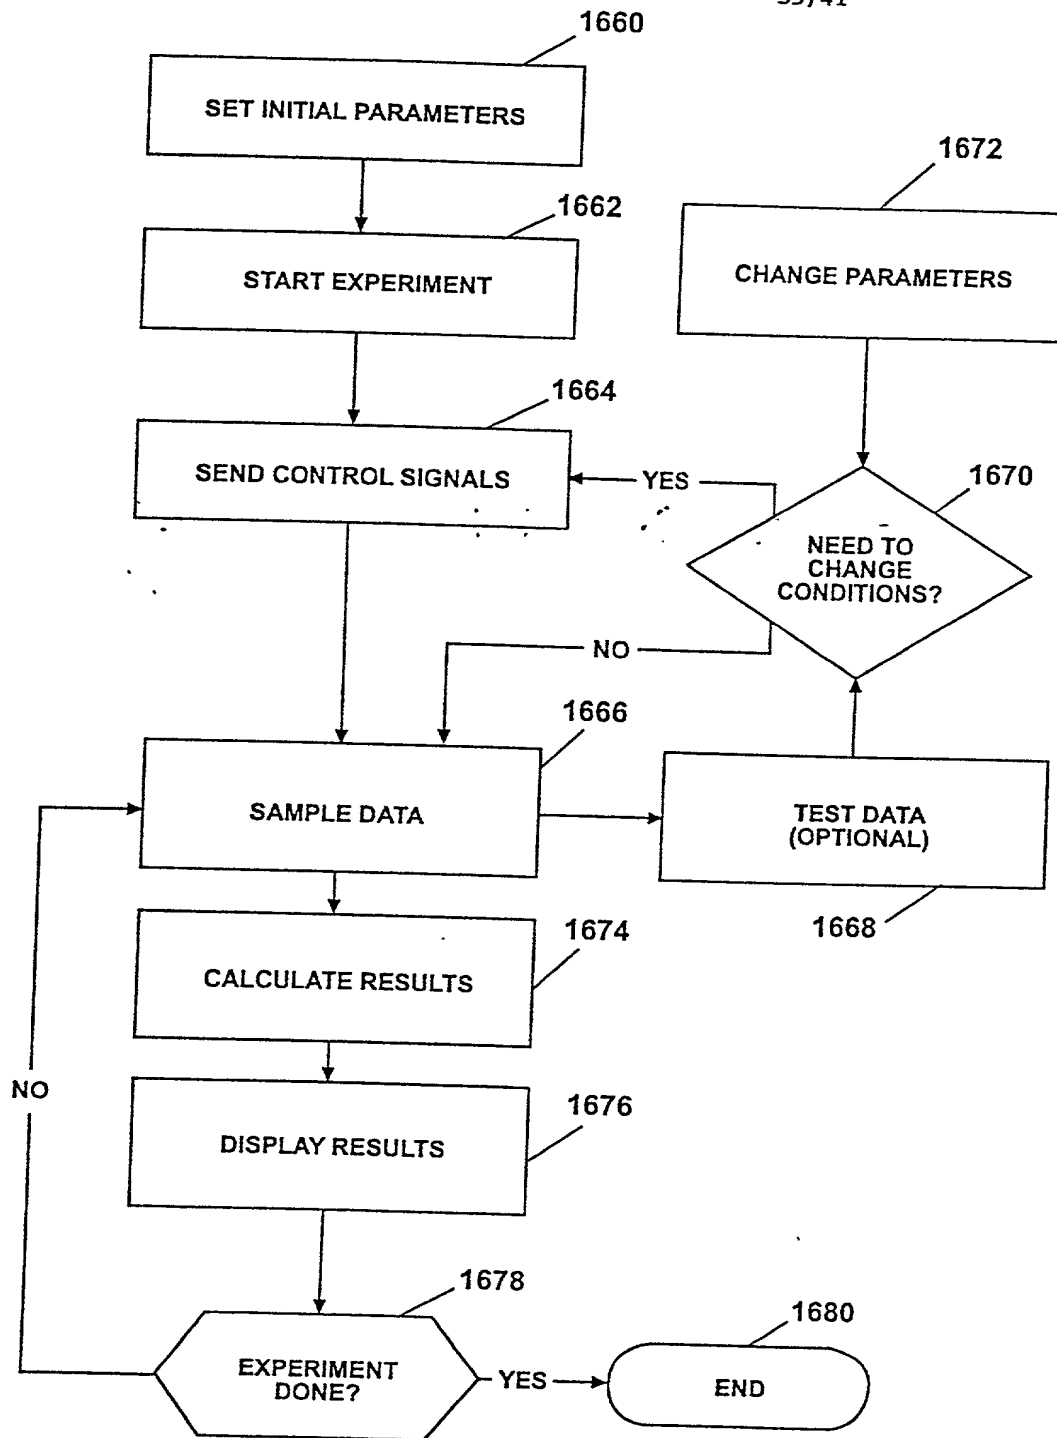 1660
SET INITIAL PARAMETERS
1672
1662
START EXPERIMENT
CHANGE PARAMETERS
1664
SEND CONTROL SIGNALS
YES
1670
NEED TO
CHANGE
CONDITIONS?
NO
1666
SAMPLE DATA
TEST DATA
(OPTIONAL)
1668
1674
CALCULATE RESULTS
NO
1676
DISPLAY RESULTS
1678
EXPERIMENT
DONE?
YES
1680
END